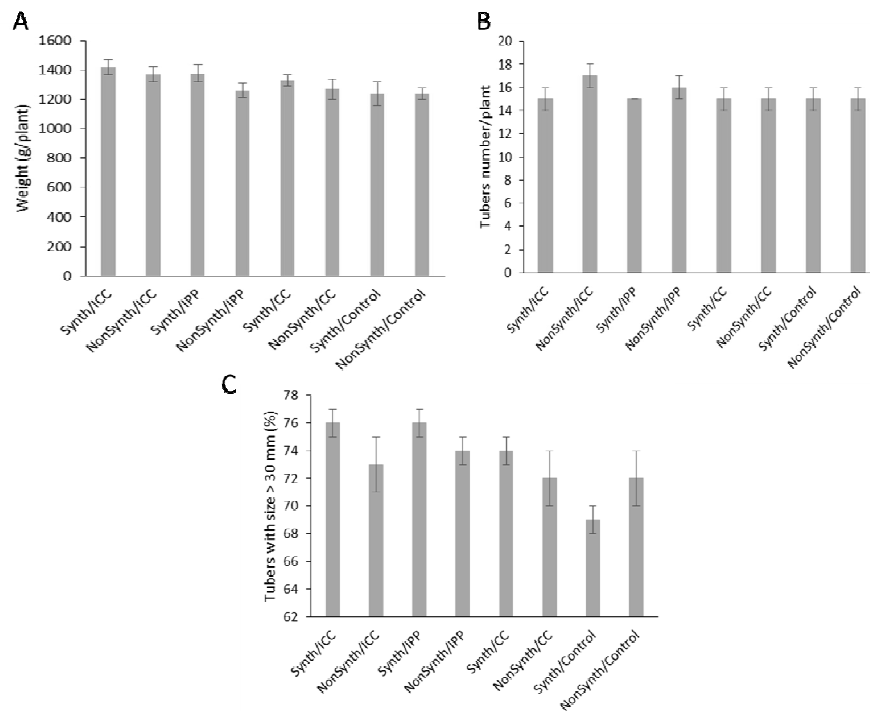 A
Weight (g/plant)
1600
1400
1200
1000
800
600
400
200
0
Synth/ICC
NonSynth/ICC
Synth/IPP
NonSynth/IPP
Synth/CC
NonSynth/CC
Synth/Control
NonSynth/Control
B
Tubers number/plant
20
18
16
14
12
10
8
6
4
2
0
Synth/ICC
NonSynth/ICC
Synth/IPP
NonSynth/IPP
Synth/CC
NonSynth/CC
Synth/Control
NonSynth/Control
C
Tubers with size > 30 mm (%)
78
76
74
72
70
68
66
64
62
Synth/ICC
NonSynth/ICC
Synth/IPP
NonSynth/IPP
Synth/CC
NonSynth/CC
Synth/Control
NonSynth/Control